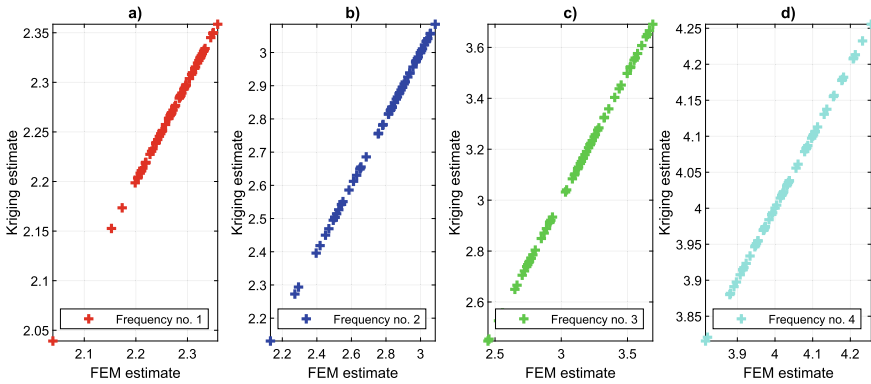 a)
b)
c)
d)
Kriging estimate
2.35
2.3
2.25
2.2
2.15
2.1
2.05
Frequency no. 1
2.1
2.2
2.3
FEM estimate
Kriging estimate
3
2.9
2.8
2.7
2.6
2.5
2.4
2.3
2.2
Frequency no. 2
2.2
2.4
2.6
2.8
3
FEM estimate
Kriging estimate
3.6
3.4
3.2
3
2.8
2.6
Frequency no. 3
2.5
3
3.5
FEM estimate
Kriging estimate
4.25
4.2
4.15
4.1
4.05
4
3.95
3.9
3.85
Frequency no. 4
3.9
4
4.1
4.2
FEM estimate